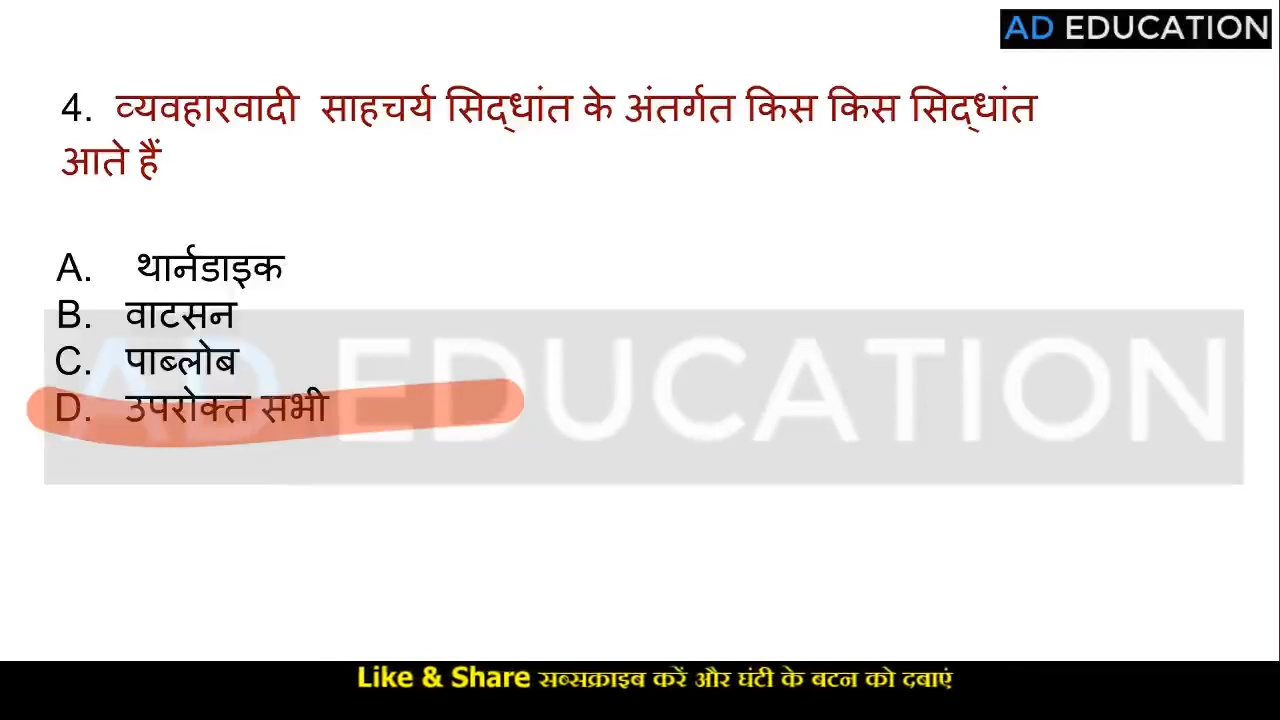 AD EDUCATION
4. व्यवहारवादी साहचर्य सिद्धांत के अंतर्गत किस किस सिद्धांत
आते हैं
A. थार्नडाइक
B. वाटसन
C. पाब्लोब
D. उपरोक्त सभी
AD EDUCATION
Like & Share सब्सक्राइब करें और घंटी के बटन को दबाएं